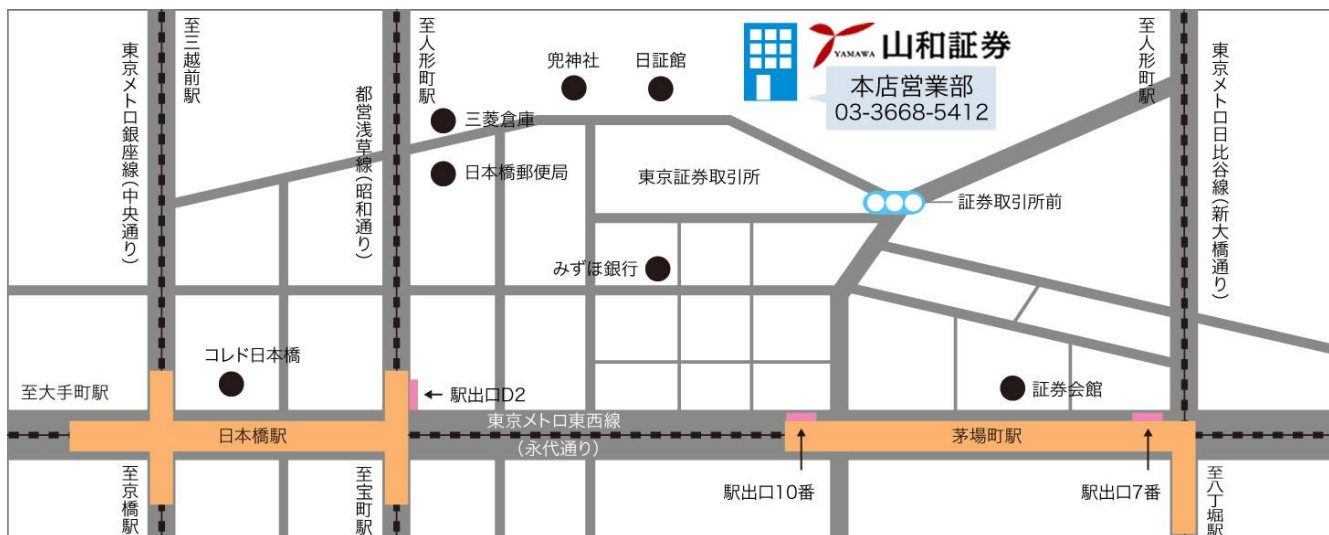 東京メトロ銀座線(中央通り)
至三越前駅
都営浅草線(昭和通り)
至人形町駅
兜神社
日証館
三菱倉庫
日本橋郵便局
YAMAWA 山和証券
本店営業部
03-3668-5412
至人形町駅
東京メトロ日比谷線(新大橋通り)
東京証券取引所
証券取引所前
みずほ銀行
コレド日本橋
至大手町駅
駅出口D2
証券会館
東京メトロ東西線
(永代通り)
日本橋駅
茅場町駅
駅出口10番
駅出口7番
至京橋駅
至宝町駅
至八丁堀駅